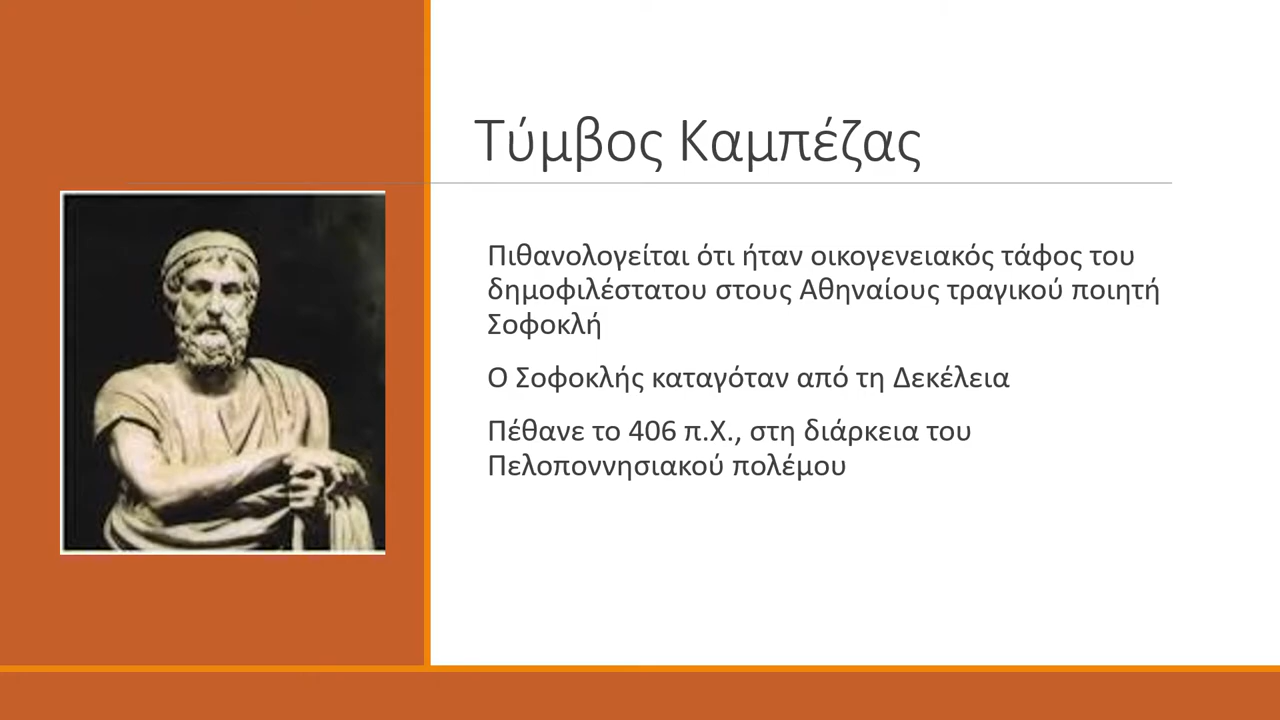 Τύμβος Καμπέζας
Πιθανολογείται ότι ήταν οικογενειακός τάφος του
δημοφιλέστατου στους Αθηναίους τραγικού ποιητή
Σοφοκλή
Ο Σοφοκλής καταγόταν από τη Δεκέλεια
Πέθανε το 406 π.Χ., στη διάρκεια του
Πελοποννησιακού πολέμου